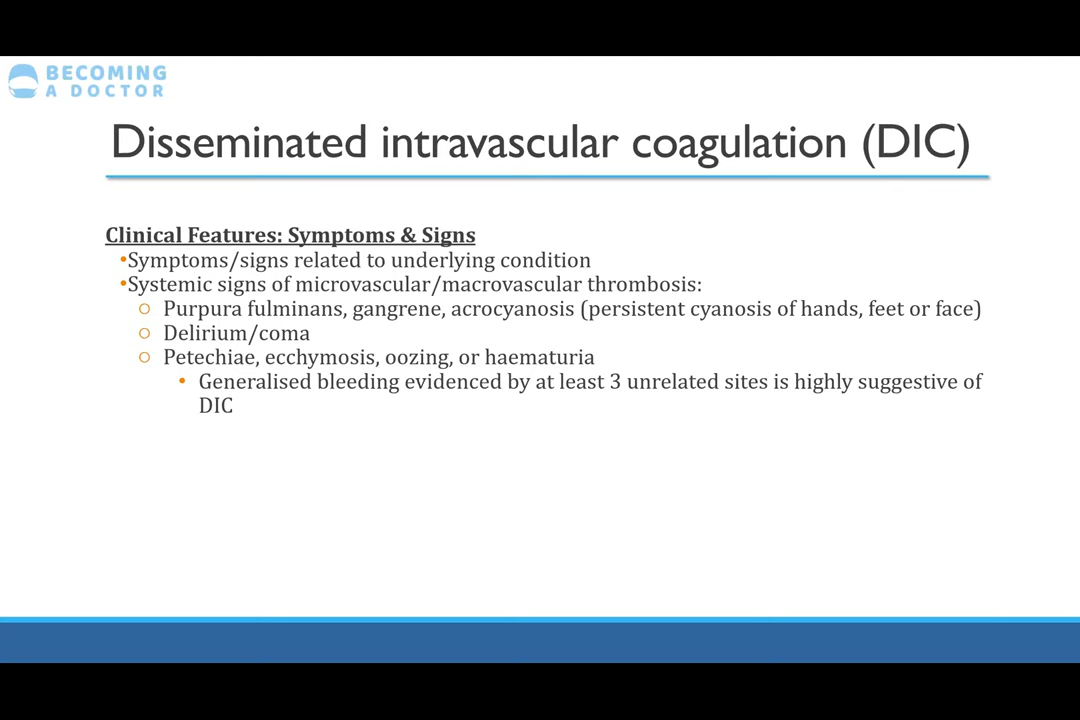 BECOMING
A DOCTOR
Disseminated intravascular coagulation (DIC)
Clinical Features: Symptoms & Signs
•Symptoms/signs related to underlying condition
•Systemic signs of microvascular/macrovascular thrombosis:
○ Purpura fulminans, gangrene, acrocyanosis (persistent cyanosis of hands, feet or face)
○ Delirium/coma
○ Petechiae, ecchymosis, oozing, or haematuria
• Generalised bleeding evidenced by at least 3 unrelated sites is highly suggestive of
DIC